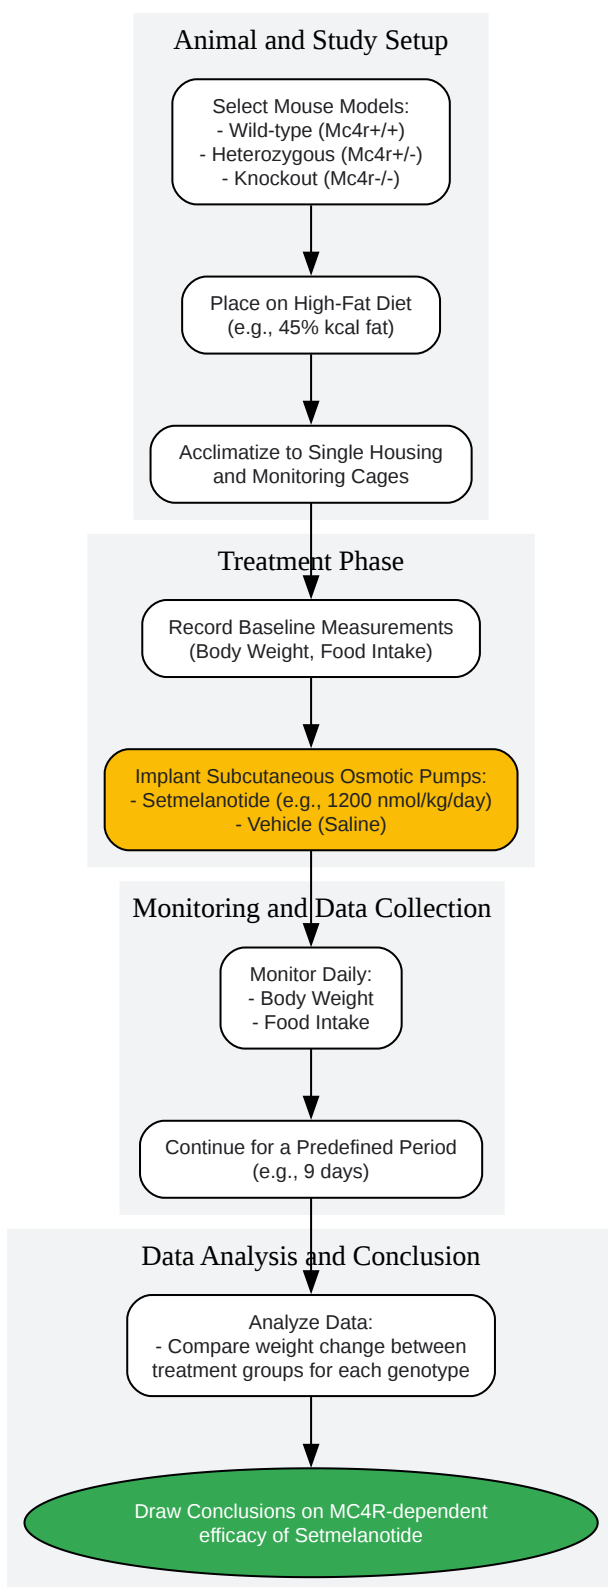 Animal and Study Setup
Select Mouse Models:
- Wild-type (Mc4r+/+)
- Heterozygous (Mc4r+/-)
- Knockout (Mc4r-/-)
Place on High-Fat Diet
(e.g., 45% kcal fat)
Acclimatize to Single Housing
and Monitoring Cages
Treatment Phase
Record Baseline Measurements
(Body Weight, Food Intake)
Implant Subcutaneous Osmotic Pumps:
- Setmelanotide (e.g., 1200 nmol/kg/day)
- Vehicle (Saline)
Monitoring and Data Collection
Monitor Daily:
- Body Weight
- Food Intake
Continue for a Predefined Period
(e.g., 9 days)
Data Analysis and Conclusion
Analyze Data:
- Compare weight change between
treatment groups for each genotype
Draw Conclusions on MC4R-dependent
efficacy of Setmelanotide